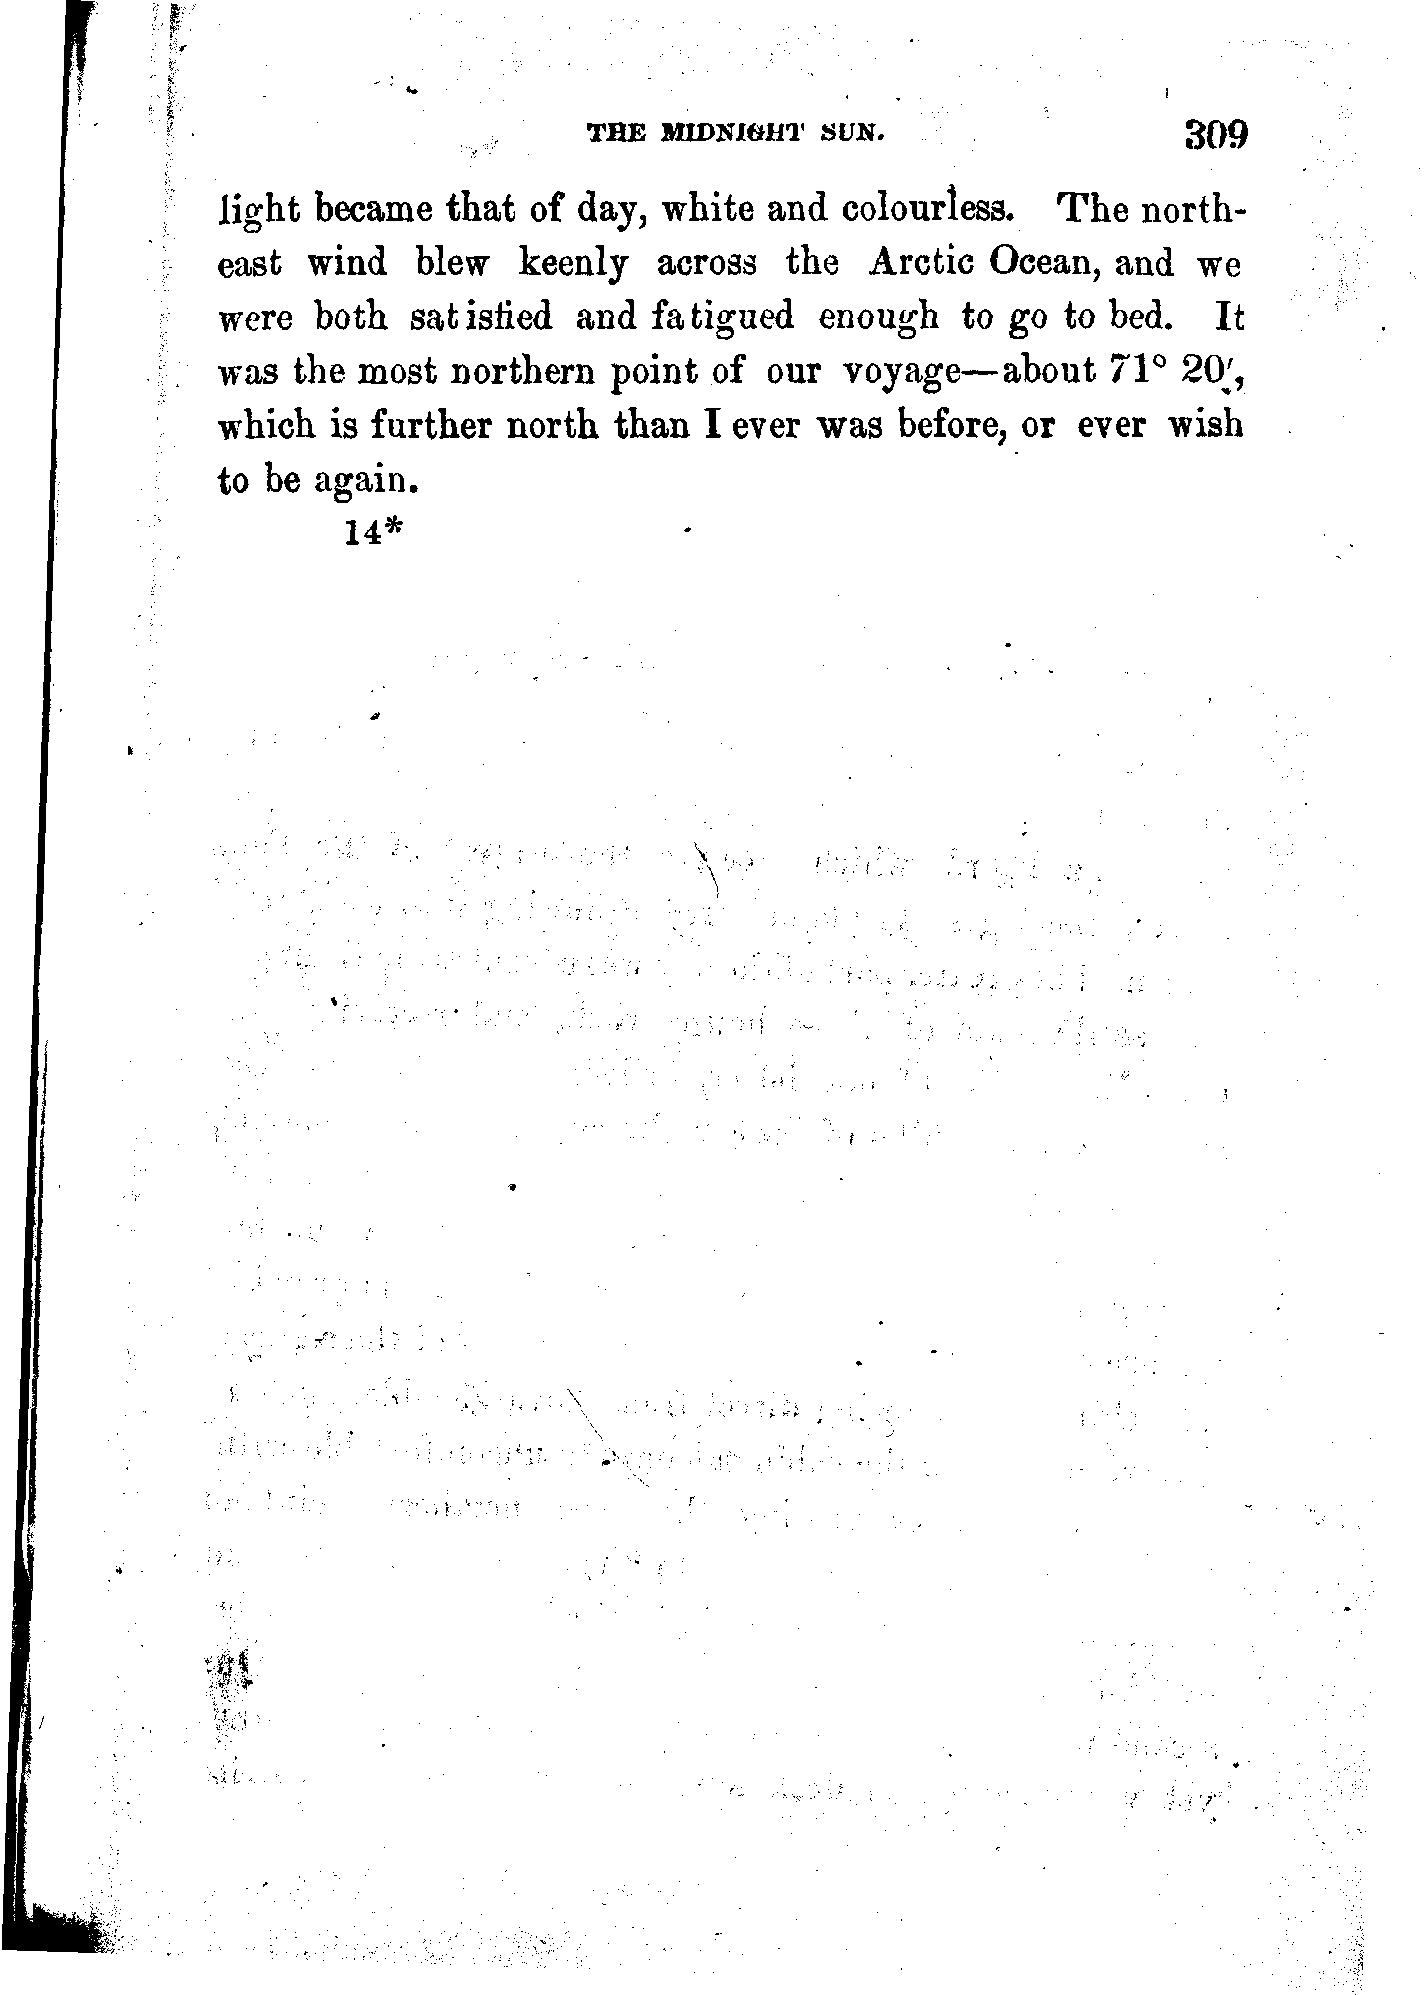 THE MIDNIGHT SUN. 309
light became that of day, white and colourless. The north-
east wind blew keenly across the Arctic Ocean, and we
were both satisfied and fatigued enough to go to bed. It
was the most northern point of our voyage—about 71° 20′,
which is further north than I ever was before, or ever wish
to be again.
14*